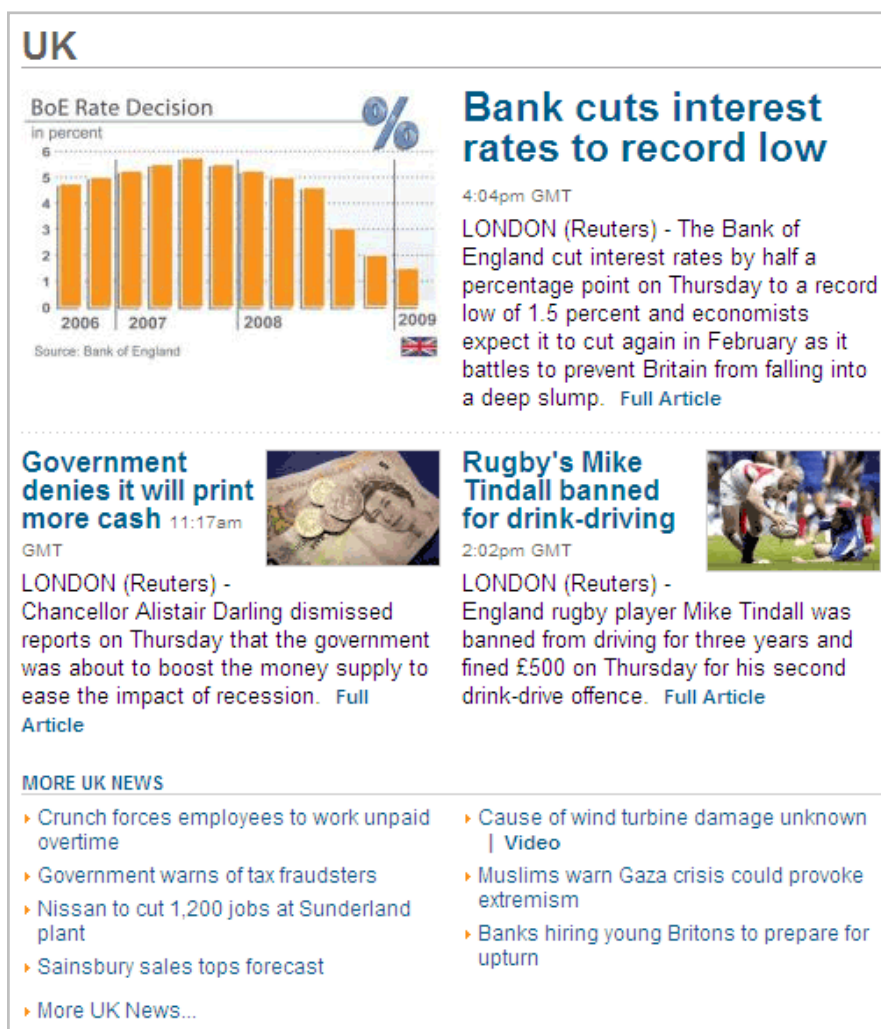 UK
BoE Rate Decision
%
in percent
6
5
4
3
2
1
0
2006
2007
2008
2009
Source: Bank of England
Bank cuts interest
rates to record low
4:04pm GMT
LONDON (Reuters) - The Bank of
England cut interest rates by half a
percentage point on Thursday to a record
low of 1.5 percent and economists
expect it to cut again in February as it
battles to prevent Britain from falling into
a deep slump. Full Article
Government
denies it will print
more cash 11:17am
GMT
LONDON (Reuters) -
Chancellor Alistair Darling dismissed
reports on Thursday that the government
was about to boost the money supply to
ease the impact of recession. Full
Article
Rugby's Mike
Tindall banned
for drink-driving
2:02pm GMT
LONDON (Reuters) -
England rugby player Mike Tindall was
banned from driving for three years and
fined £500 on Thursday for his second
drink-drive offence. Full Article
MORE UK NEWS
Crunch forces employees to work unpaid
overtime
Government warns of tax fraudsters
Nissan to cut 1,200 jobs at Sunderland
plant
Sainsbury sales tops forecast
More UK News...
Cause of wind turbine damage unknown
| Video
Muslims warn Gaza crisis could provoke
extremism
Banks hiring young Britons to prepare for
upturn